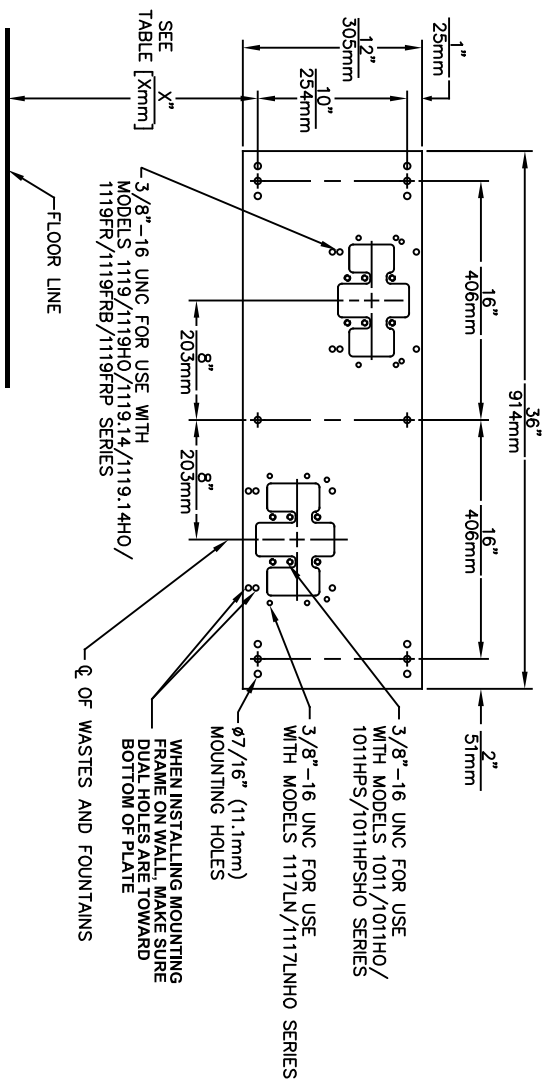 36"
914mm
16"
406mm
16"
406mm
2"
51mm
1"
25mm
12"
305mm
10"
254mm
X"
[Xmm]
SEE
TABLE
8"
203mm
8"
203mm
3/8"-16 UNC FOR USE WITH
MODELS 1119/1119HO/1119.14/1119.14HO/
1119FR/1119FRB/1119FRP SERIES
FLOOR LINE
3/8"-16 UNC FOR USE
WITH MODELS 1011/1011HO/
1011HPS/1011HPSHO SERIES
3/8"-16 UNC FOR USE
WITH MODELS 1117LN/1117LNHO SERIES
ø7/16" (11.1mm)
MOUNTING HOLES
WHEN INSTALLING MOUNTING
FRAME ON WALL, MAKE SURE
DUAL HOLES ARE TOWARD
BOTTOM OF PLATE
℄ OF WASTES AND FOUNTAINS